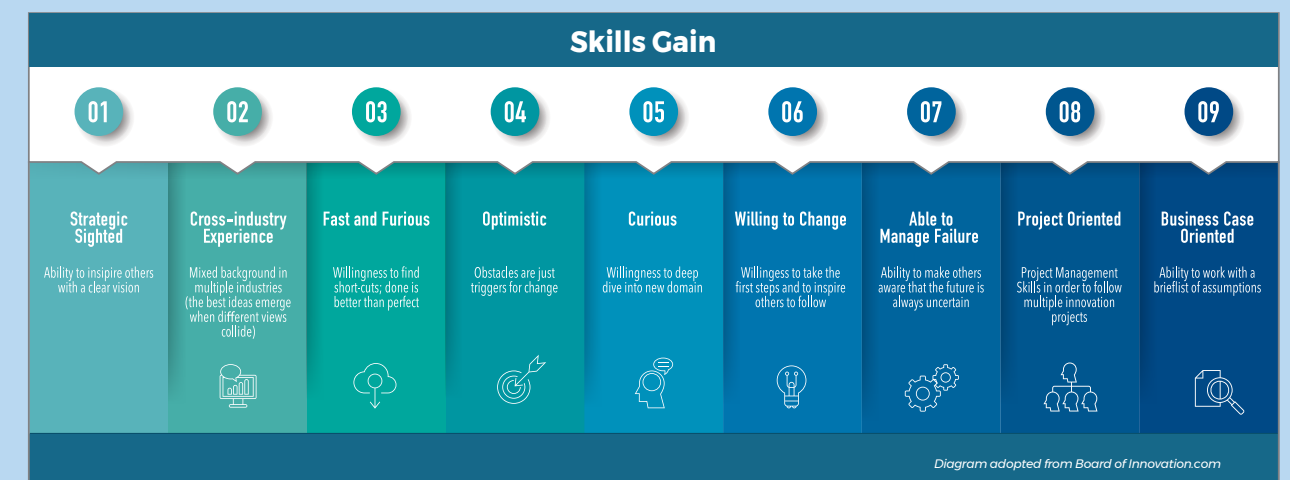 Skills Gain
01
02
03
04
05
06
07
08
09
Strategic
Sighted
Ability to insipire others
with a clear vision
Cross-industry
Experience
Mixed background in
multiple industries
(the best ideas emerge
when different views
collide)
Fast and Furious
Willingness to find
short-cuts; done is
better than perfect
Optimistic
Obstacles are just
triggers for change
Curious
Willingness to deep
dive into new domain
Willing to Change
Willingess to take the
first steps and to inspire
others to follow
Able to
Manage Failure
Ability to make others
aware that the future is
always uncertain
Project Oriented
Project Management
Skills in order to follow
multiple innovation
projects
Business Case
Oriented
Ability to work with a
brieflist of assumptions
Diagram adopted from Board of Innovation.com